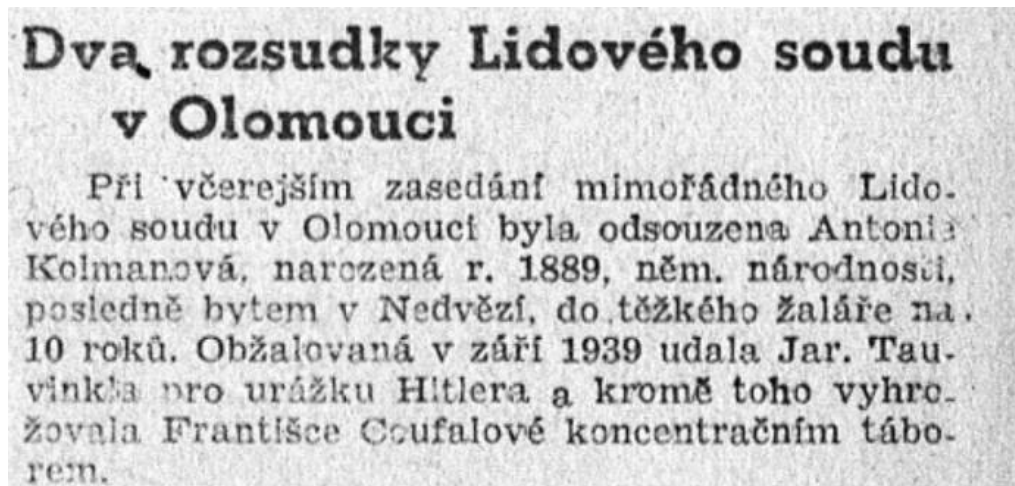 Dva rozsudky Lidového soudu
v Olomouci
Při včerejším zasedání mimořádného Lido-
vého soudu v Olomouci byla odsouzena Antonie
Kolmanová, narozená r. 1889, něm. národnosti,
posledně bytem v Nedvězí, do těžkého žaláře na
10 roků. Obžalovaná v září 1939 udala Jar. Tau-
vinkla pro urážku Hitlera a kromě toho vyhro-
žovala Františce Coufalové koncentračním tábo-
rem.